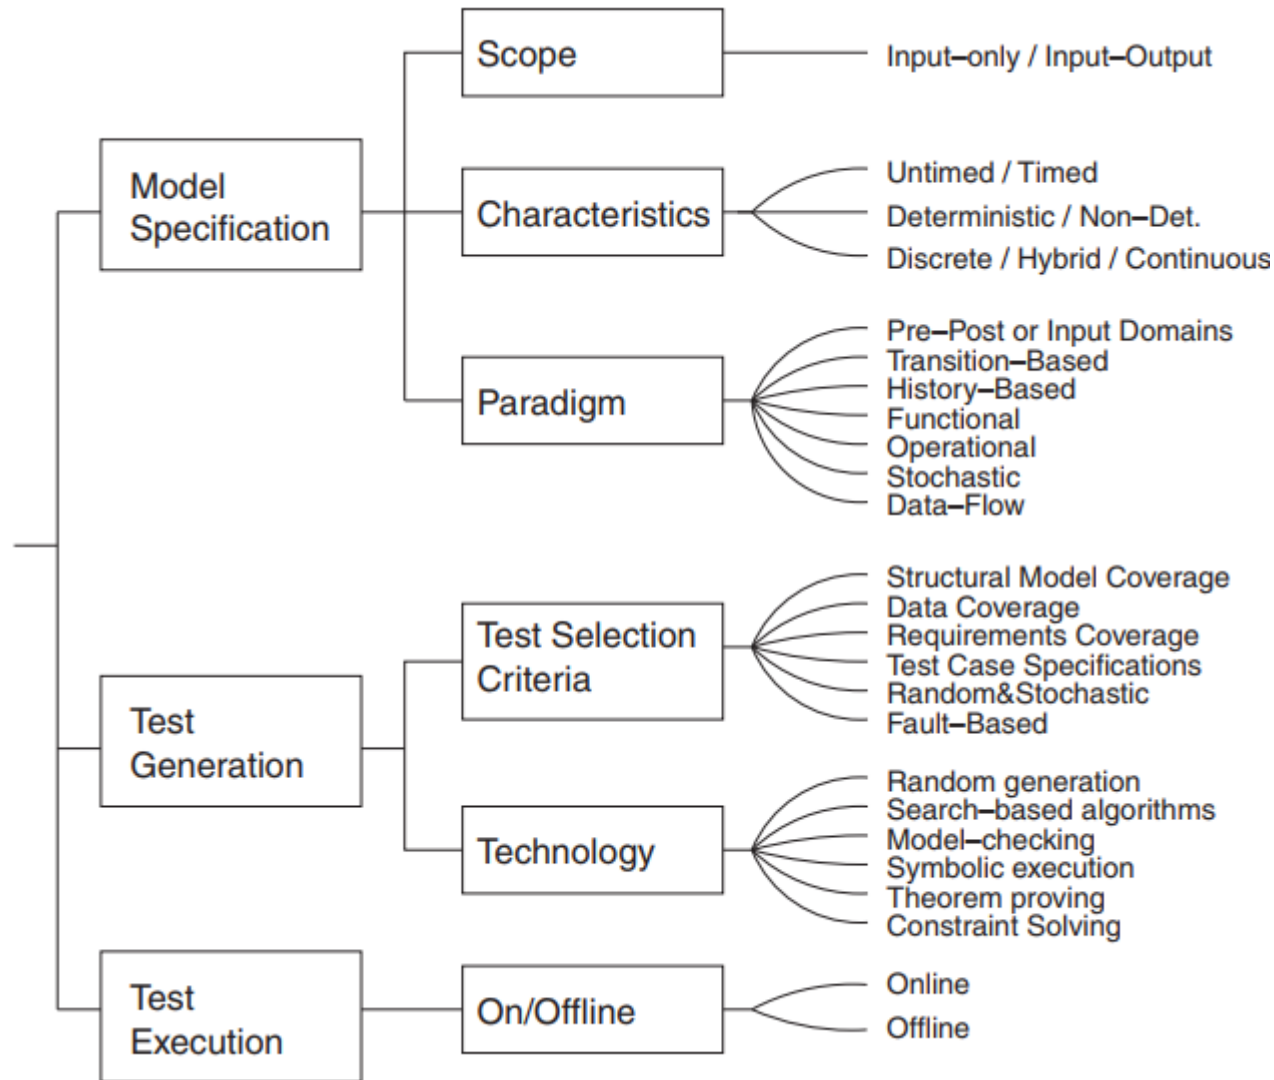 Scope
Input–only / Input–Output
Model
Specification
Characteristics
Untimed / Timed
Deterministic / Non–Det.
Discrete / Hybrid / Continuous
Paradigm
Pre–Post or Input Domains
Transition–Based
History–Based
Functional
Operational
Stochastic
Data–Flow
Test
Generation
Test Selection
Criteria
Structural Model Coverage
Data Coverage
Requirements Coverage
Test Case Specifications
Random&Stochastic
Fault–Based
Technology
Random generation
Search–based algorithms
Model–checking
Symbolic execution
Theorem proving
Constraint Solving
Test
Execution
On/Offline
Online
Offline